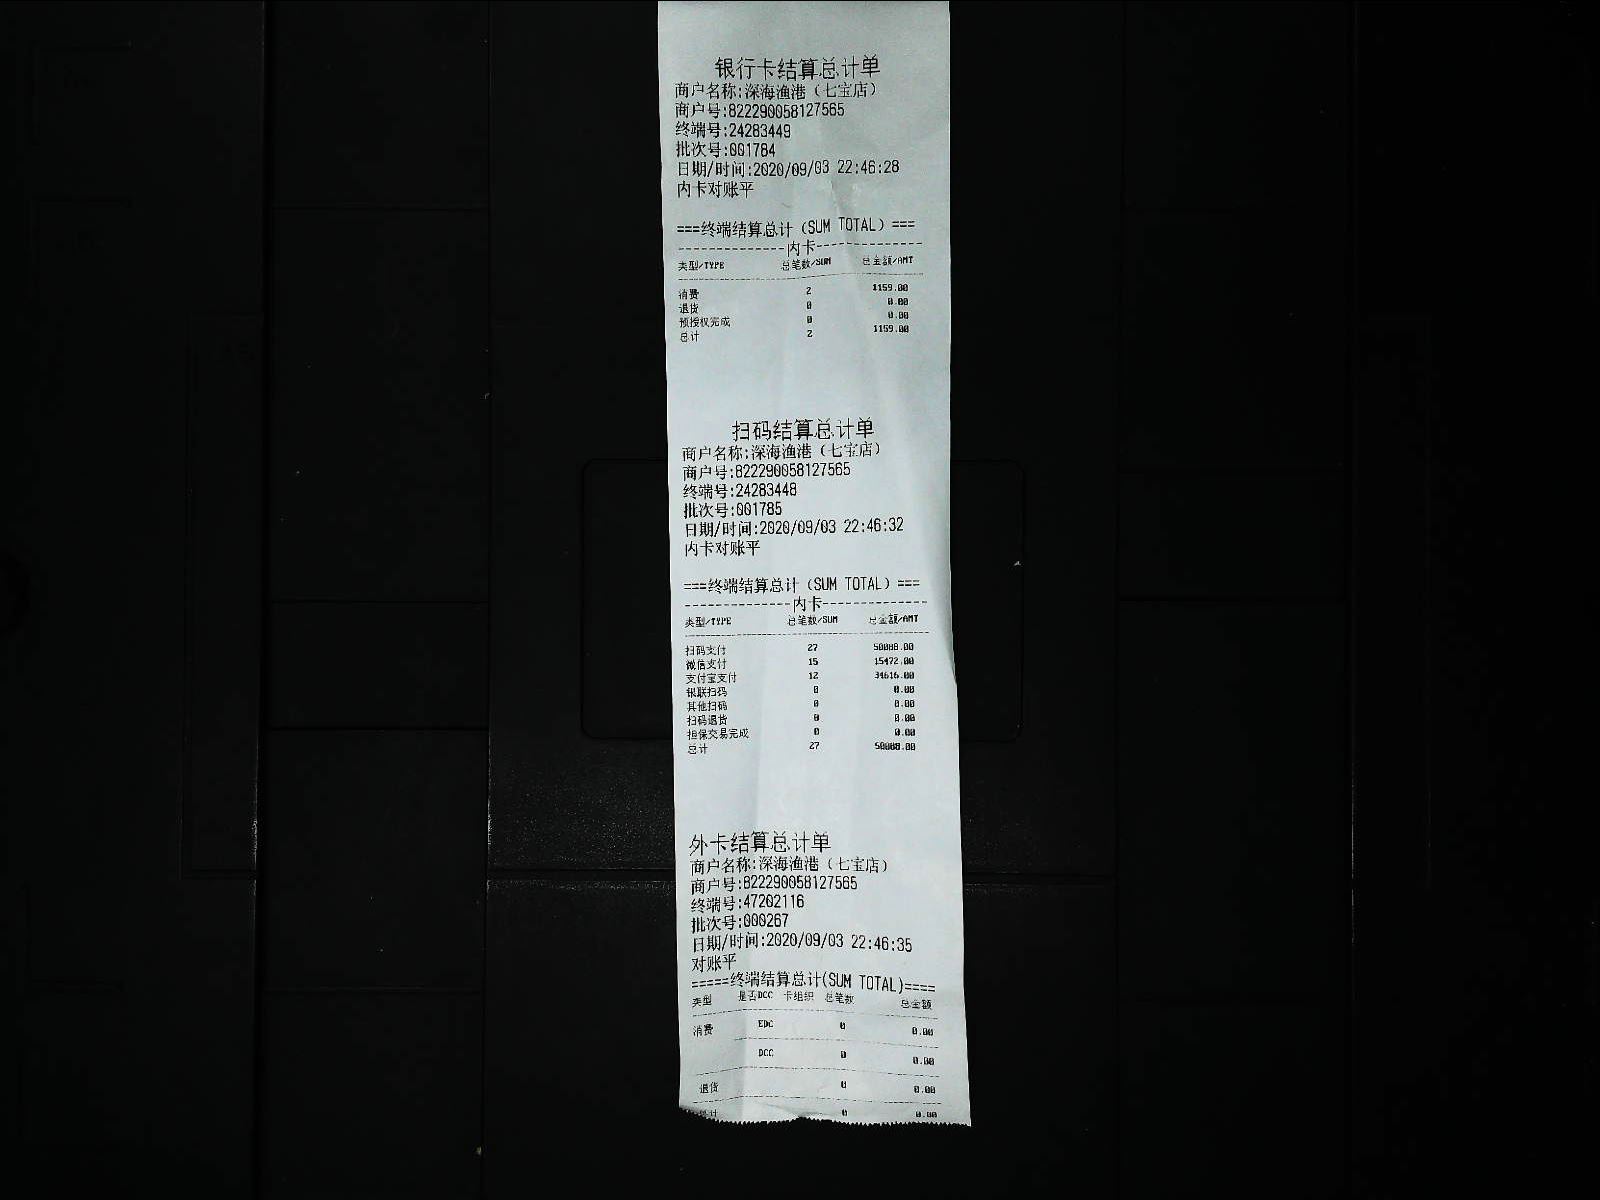 银行卡结算总计单
商户名称:深海渔港（七宝店）
商户号:822290058127565
终端号:24283449
批次号:001784
日期/时间:2020/09/03 22:46:28
内卡对账平
===终端结算总计（SUM TOTAL）===
--------------内卡--------------
类型/TYPE 总笔数/SUM 总金额/AMT
消费 2 1159.00
退货 0 0.00
预授权完成 0 0.00
总计 2 1159.00
扫码结算总计单
商户名称:深海渔港（七宝店）
商户号:822290058127565
终端号:24283448
批次号:001785
日期/时间:2020/09/03 22:46:32
内卡对账平
===终端结算总计（SUM TOTAL）===
--------------内卡--------------
类型/TYPE 总笔数/SUM 总金额/AMT
扫码支付 27 50088.00
微信支付 15 15472.00
支付宝支付 12 34616.00
银联扫码 0 0.00
其他扫码 0 0.00
扫码退货 0 0.00
担保交易完成 0 0.00
总计 27 50088.00
外卡结算总计单
商户名称:深海渔港（七宝店）
商户号:822290058127565
终端号:47202116
批次号:000267
日期/时间:2020/09/03 22:46:35
对账平
=====终端结算总计(SUM TOTAL)====
类型 是否DCC 卡组织 总笔数 总金额
消费 EDC 0 0.00
DCC 0 0.00
退货 0 0.00
总计 0 0.00